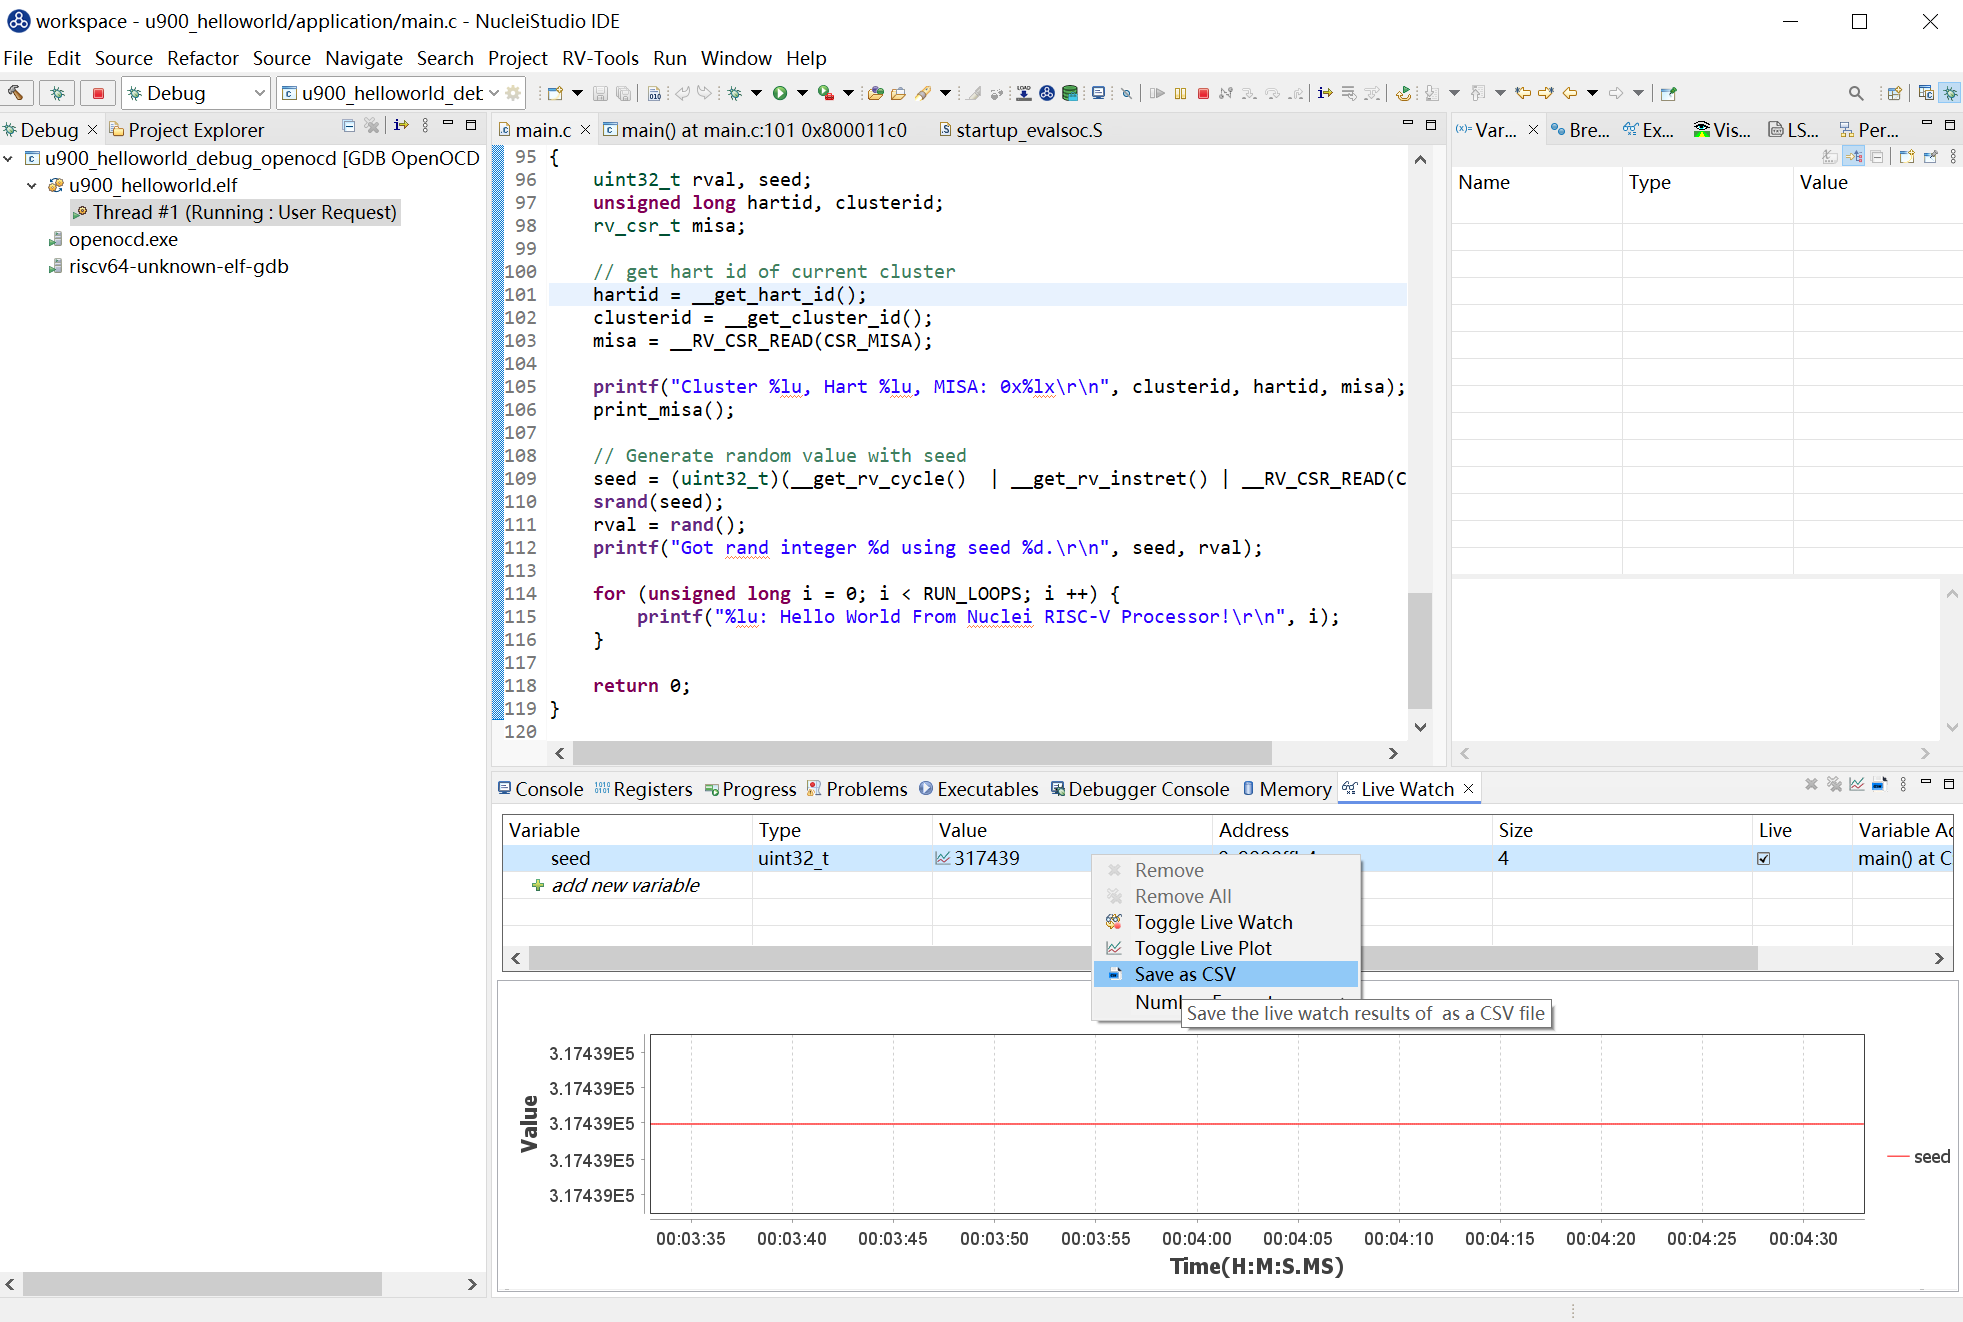 workspace - u900_helloworld/application/main.c - NucleiStudio IDE
File Edit Source Refactor Source Navigate Search Project RV-Tools Run Window Help
Debug u900_helloworld_deb
Debug Project Explorer
u900_helloworld_debug_openocd [GDB OpenOCD
u900_helloworld.elf
Thread #1 (Running : User Request)
openocd.exe
riscv64-unknown-elf-gdb
main.c main() at main.c:101 0x800011c0 startup_evalsoc.S
95 {
96 uint32_t rval, seed;
97 unsigned long hartid, clusterid;
98 rv_csr_t misa;
99
100 // get hart id of current cluster
101 hartid = __get_hart_id();
102 clusterid = __get_cluster_id();
103 misa = __RV_CSR_READ(CSR_MISA);
104
105 printf("Cluster %lu, Hart %lu, MISA: 0x%lx\r\n", clusterid, hartid, misa);
106 print_misa();
107
108 // Generate random value with seed
109 seed = (uint32_t)(__get_rv_cycle()  | __get_rv_instret() | __RV_CSR_READ(C
110 srand(seed);
111 rval = rand();
112 printf("Got rand integer %d using seed %d.\r\n", seed, rval);
113
114 for (unsigned long i = 0; i < RUN_LOOPS; i ++) {
115 printf("%lu: Hello World From Nuclei RISC-V Processor!\r\n", i);
116 }
117
118 return 0;
119 }
120
Var... Bre... Ex... Vis... LS... Per...
Name Type Value
Console Registers Progress Problems Executables Debugger Console Memory Live Watch
Variable Type Value Address Size Live Variable Ac
seed uint32_t 317439 4 main() at C
add new variable
Remove
Remove All
Toggle Live Watch
Toggle Live Plot
Save as CSV
Save the live watch results of  as a CSV file
Value
3.17439E5
3.17439E5
3.17439E5
3.17439E5
3.17439E5
seed
00:03:35 00:03:40 00:03:45 00:03:50 00:03:55 00:04:00 00:04:05 00:04:10 00:04:15 00:04:20 00:04:25 00:04:30
Time(H:M:S.MS)